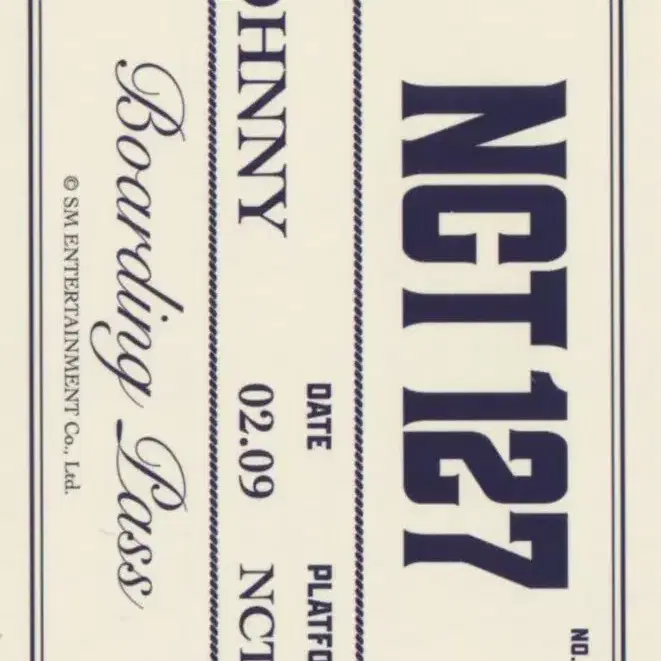 NCT 127
NO.
DATE
PLATFO
OHNNY
02.09
NCT
Boarding Pass
© SM ENTERTAINMENT Co., Ltd.